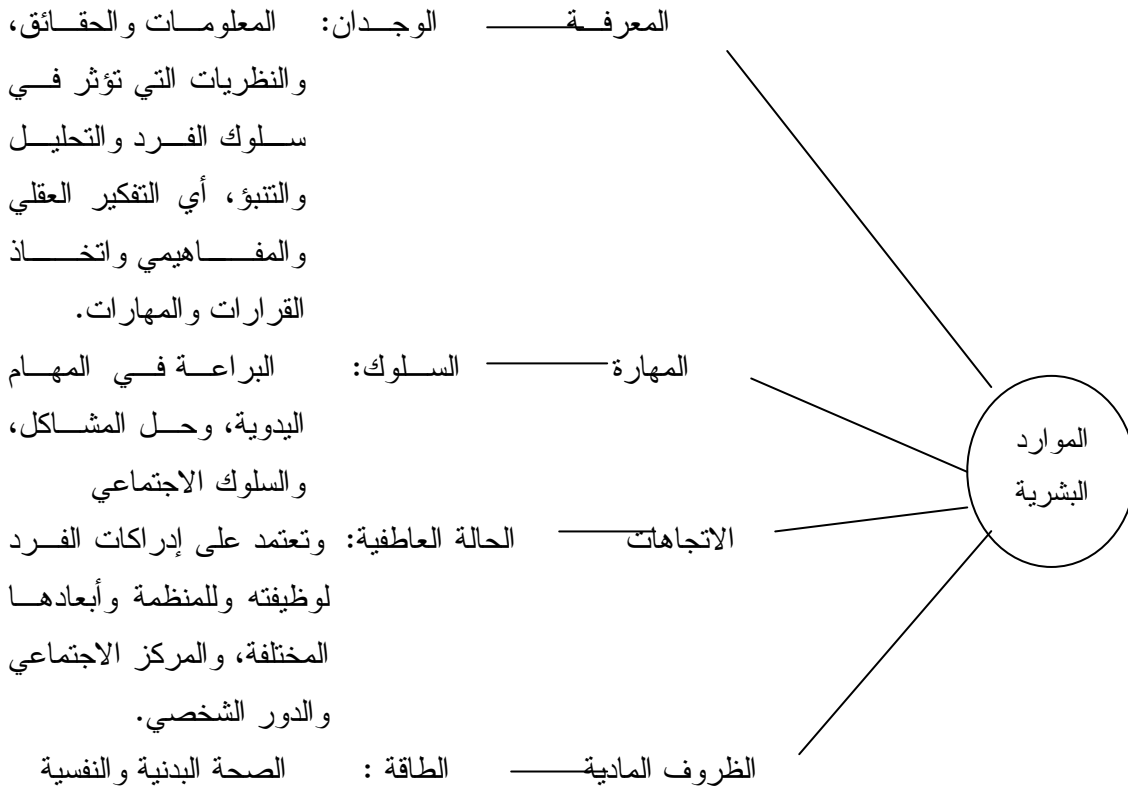 المعرفة الوجدان: المعلومات والحقائق،
والنظريات التي تؤثر في
سلوك الفرد والتحليل
والتنبؤ، أي التفكير العقلي
والمفاهيمي واتخاذ
القرارات والمهارات.
المهارة السلوك: البراعة في المهام
اليدوية، وحل المشاكل،
والسلوك الاجتماعي
الموارد
البشرية
الاتجاهات الحالة العاطفية: وتعتمد على إدراكات الفرد
لوظيفته وللمنظمة وأبعادها
المختلفة، والمركز الاجتماعي
والدور الشخصي.
الظروف المادية الطاقة : الصحة البدنية والنفسية